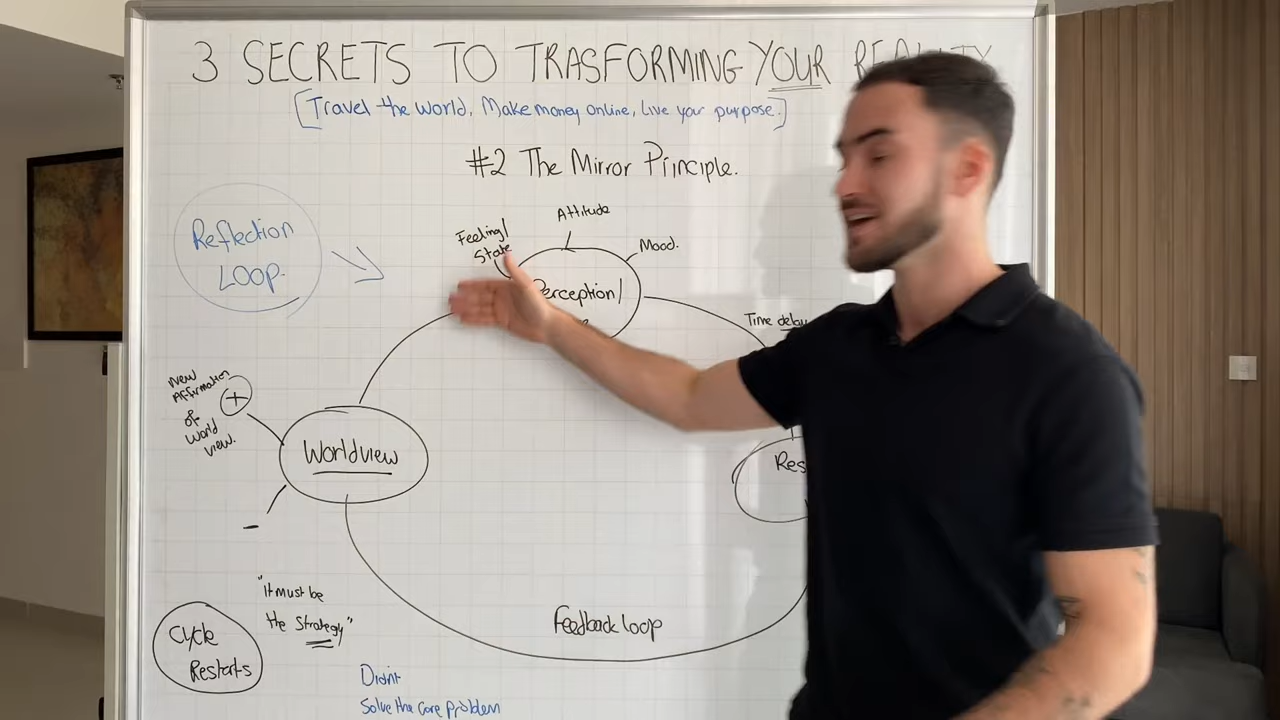 3 SECRETS TO TRASFORMING YOUR REALITY
[Travel the world, Make money online, Live your purpose.]
#2 The Mirror Principle.
Reflection
LOOP.
Feeling/
State
Attitude
Mood.
Perception/
Time delay
New
Affirmation
of
World
view.
+
Worldview
-
Res
"It must be
the Strategy"
Feedback loop
Cycle
Restarts
Didn't
Solve the core problem